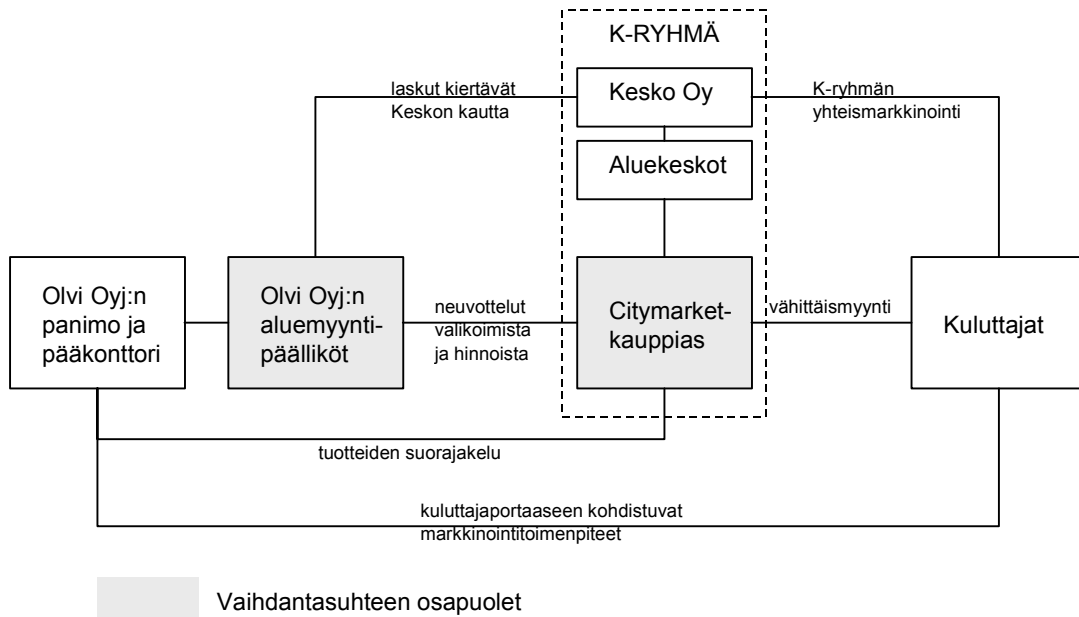 K-RYHMÄ
laskut kiertävät
Keskon kautta
Kesko Oy
K-ryhmän
yhteismarkkinointi
Aluekeskot
Olvi Oyj:n
panimo ja
pääkonttori
Olvi Oyj:n
aluemyynti-
päälliköt
neuvottelut
valikoimista
ja hinnoista
Citymarket-
kauppias
vähittäismyynti
Kuluttajat
tuotteiden suorajakelu
kuluttajaportaaseen kohdistuvat
markkinointitoimenpiteet
Vaihdantasuhteen osapuolet